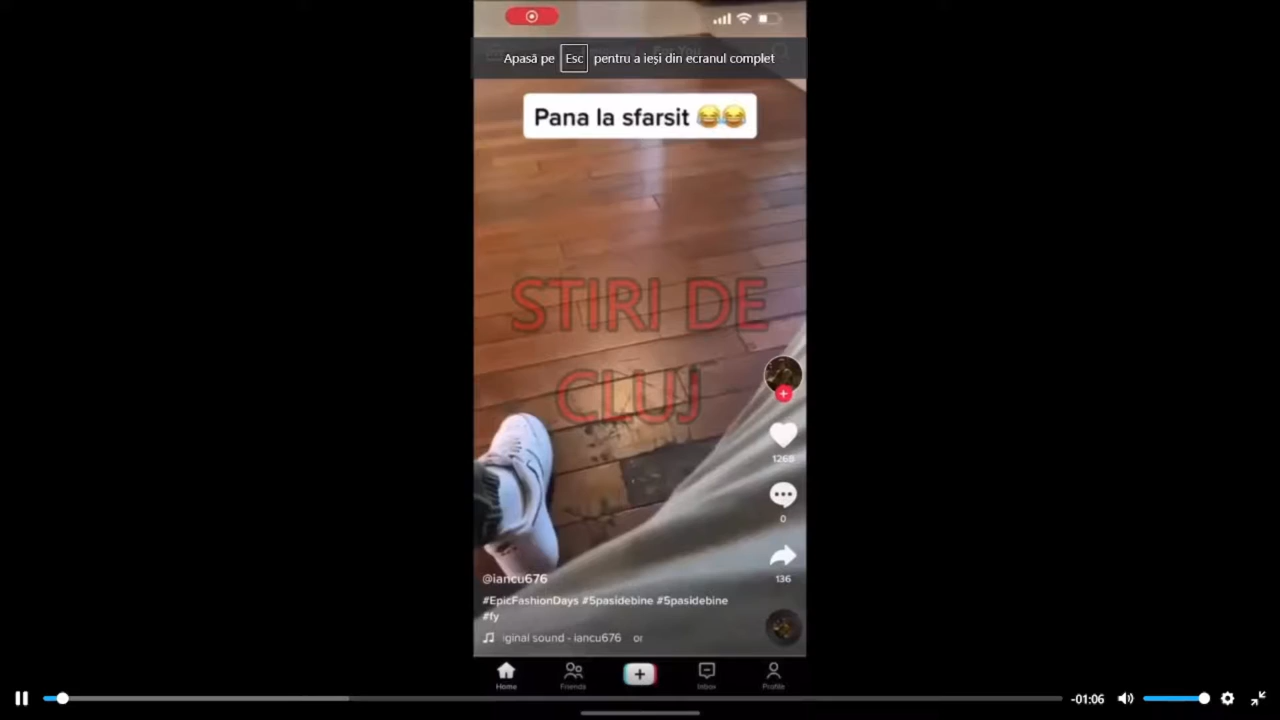 Apasă pe Esc pentru a ieși din ecranul complet
Pana la sfarsit 😂😂
STIRI DE
CLUJ
1268
0
136
@iancu676
#EpicFashionDays #5pasidebine #5pasidebine
#fy
iginal sound - iancu676 or
Home Friends Inbox Profile
-01:06